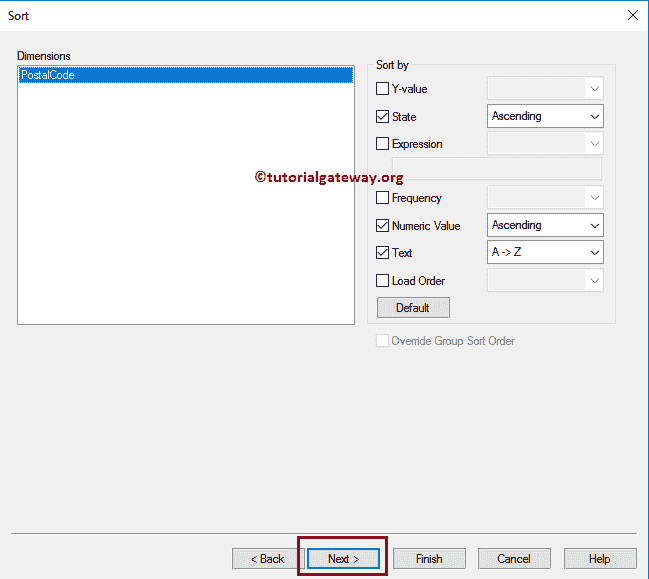 Sort
Dimensions
PostalCode
Sort by
Y-value
State Ascending
Expression
©tutorialgateway.org
Frequency
Numeric Value Ascending
Text A -> Z
Load Order
Default
Override Group Sort Order
< Back Next > Finish Cancel Help